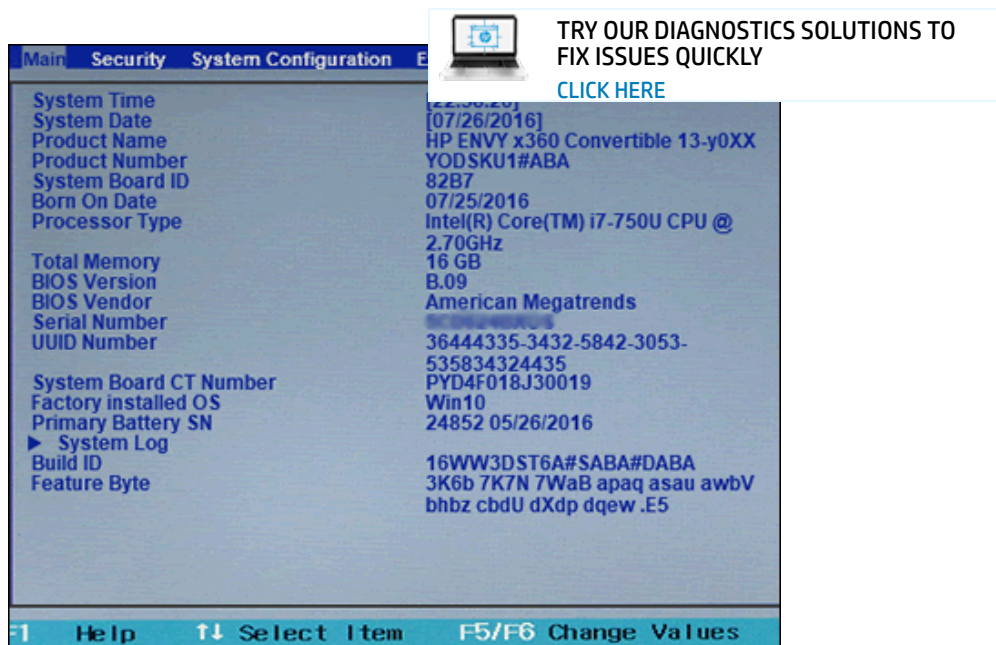 TRY OUR DIAGNOSTICS SOLUTIONS TO
FIX ISSUES QUICKLY
CLICK HERE
Main Security System Configuration
System Time
System Date [07/26/2016]
Product Name HP ENVY x360 Convertible 13-y0XX
Product Number YODSKU1#ABA
System Board ID 82B7
Born On Date 07/25/2016
Processor Type Intel(R) Core(TM) i7-750U CPU @
2.70GHz
Total Memory 16 GB
BIOS Version B.09
BIOS Vendor American Megatrends
Serial Number
UUID Number 36444335-3432-5842-3053-
535834324435
System Board CT Number PYD4F018J30019
Factory installed OS Win10
Primary Battery SN 24852 05/26/2016
▶ System Log
Build ID 16WW3DST6A#SABA#DABA
Feature Byte 3K6b 7K7N 7WaB apaq asau awbV
bhbz cbdU dXdp dqew .E5
F1 Help ↑↓ Select Item F5/F6 Change Values